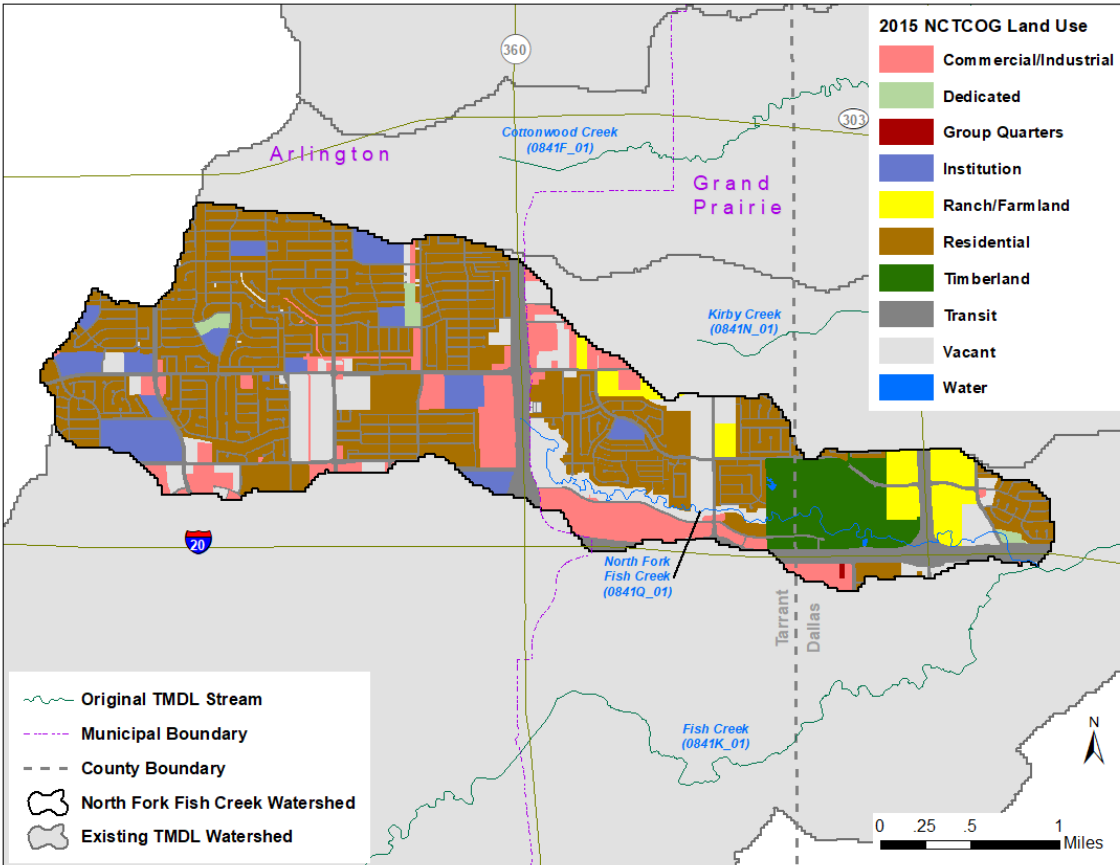 2015 NCTCOG Land Use
Commercial/Industrial
Dedicated
Group Quarters
Institution
Ranch/Farmland
Residential
Timberland
Transit
Vacant
Water
360
303
Cottonwood Creek
(0841F_01)
Arlington
Grand
Prairie
Kirby Creek
(0841N_01)
20
North Fork
Fish Creek
(0841Q_01)
Tarrant
Dallas
Fish Creek
(0841K_01)
Original TMDL Stream
Municipal Boundary
County Boundary
North Fork Fish Creek Watershed
Existing TMDL Watershed
N
0 .25 .5 1
Miles